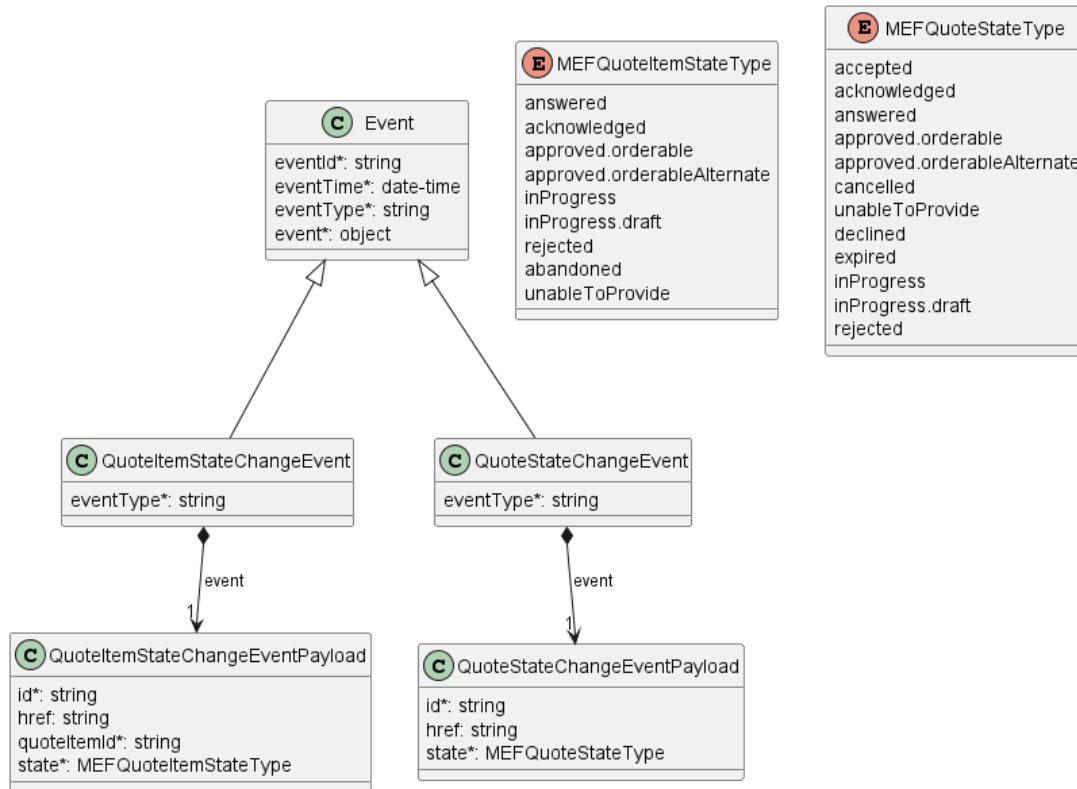 E MEFQuoteStateType
accepted
acknowledged
answered
approved.orderable
approved.orderableAlternate
cancelled
unableToProvide
declined
expired
inProgress
inProgress.draft
rejected
E MEFQuoteItemStateType
answered
acknowledged
approved.orderable
approved.orderableAlternate
inProgress
inProgress.draft
rejected
abandoned
unableToProvide
C Event
eventId*: string
eventTime*: date-time
eventType*: string
event*: object
C QuoteItemStateChangeEvent
eventType*: string
C QuoteStateChangeEvent
eventType*: string
event
1
event
1
C QuoteItemStateChangeEventPayload
id*: string
href: string
quoteItemId*: string
state*: MEFQuoteItemStateType
C QuoteStateChangeEventPayload
id*: string
href: string
state*: MEFQuoteStateType